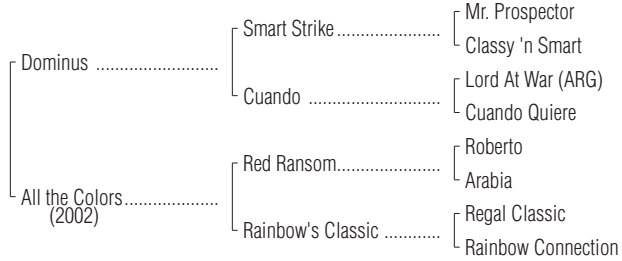 Mr. Prospector
Smart Strike..................
Classy 'n Smart
Dominus ........................
Lord At War (ARG)
Cuando .......................
Cuando Quiere
Roberto
Red Ransom..................
Arabia
All the Colors...................
(2002)
Regal Classic
Rainbow's Classic ...........
Rainbow Connection